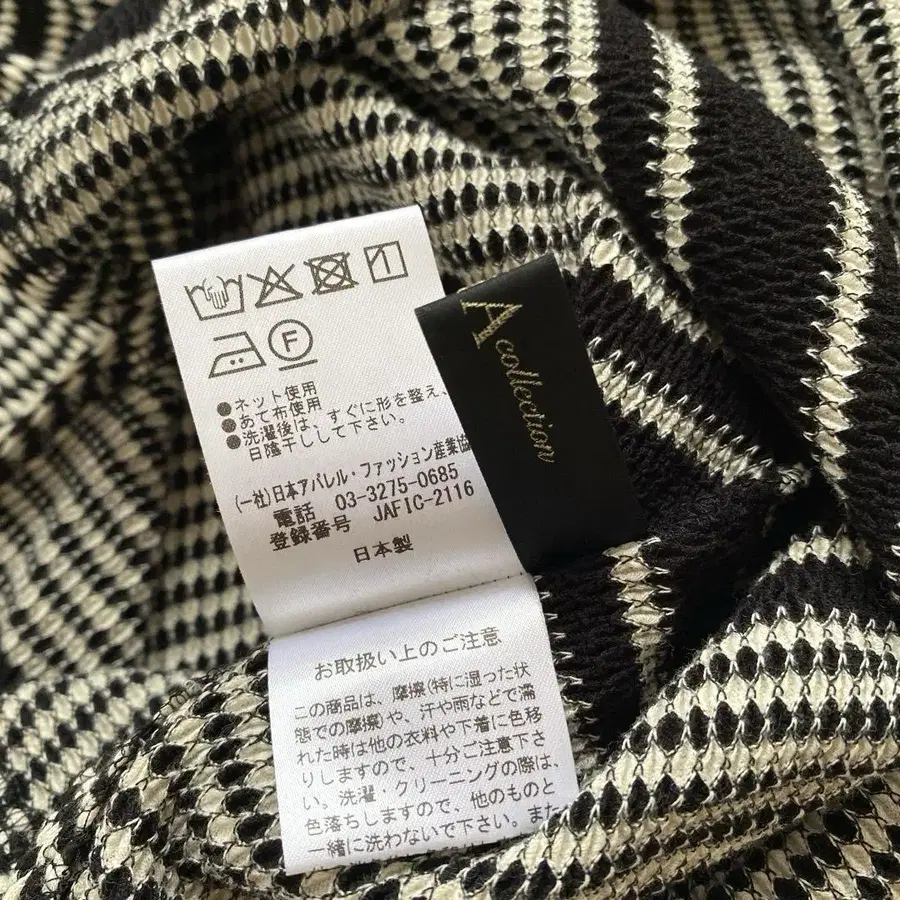 F
●ネット使用
●あて布使用
●洗濯後は、すぐに形を整え、
日陰干しして下さい。
(一社)日本アパレル・ファッション産業協
電話 03-3275-0685
登録番号 JAFIC-2116
日本製
A collection
お取扱い上のご注意
この商品は、摩擦(特に湿った状
態での摩擦)や、汗や雨などで濡
れた時は他の衣料や下着に色移
りしますので、十分ご注意下さ
い。洗濯・クリーニングの際は、
色落ちしますので、他のものと
一緒に洗わないで下さい。また